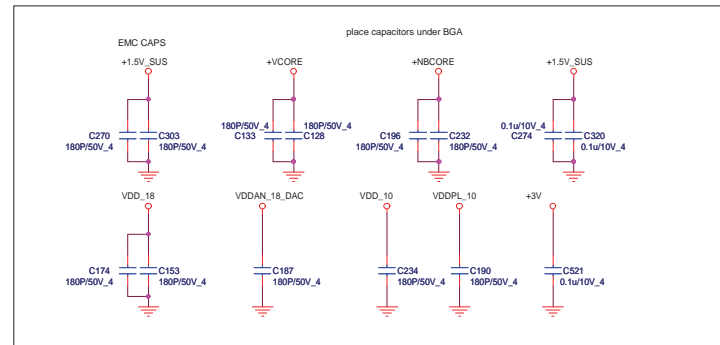 place capacitors under BGA
EMC CAPS
+1.5V_SUS
+VCORE
+NBCORE
+1.5V_SUS
180P/50V_4
180P/50V_4
C133
C128
0.1u/10V_4
C274
C320
0.1u/10V_4
C270
180P/50V_4
C303
180P/50V_4
C196
180P/50V_4
C232
180P/50V_4
VDD_18
VDDAN_18_DAC
VDD_10
VDDPL_10
+3V
C174
180P/50V_4
C153
180P/50V_4
C187
180P/50V_4
C234
180P/50V_4
C190
180P/50V_4
C521
0.1u/10V_4